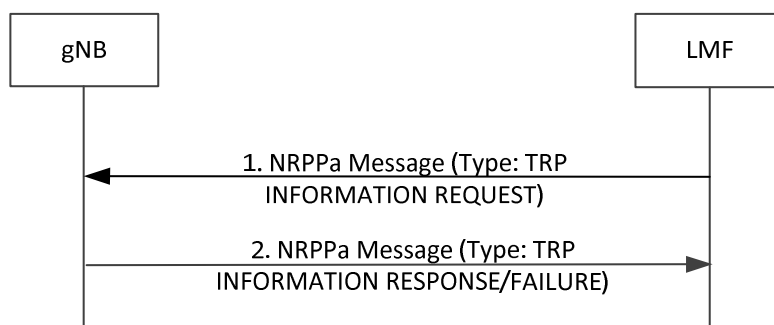 gNB
LMF
1. NRPPa Message (Type: TRP
INFORMATION REQUEST)
2. NRPPa Message (Type: TRP
INFORMATION RESPONSE/FAILURE)